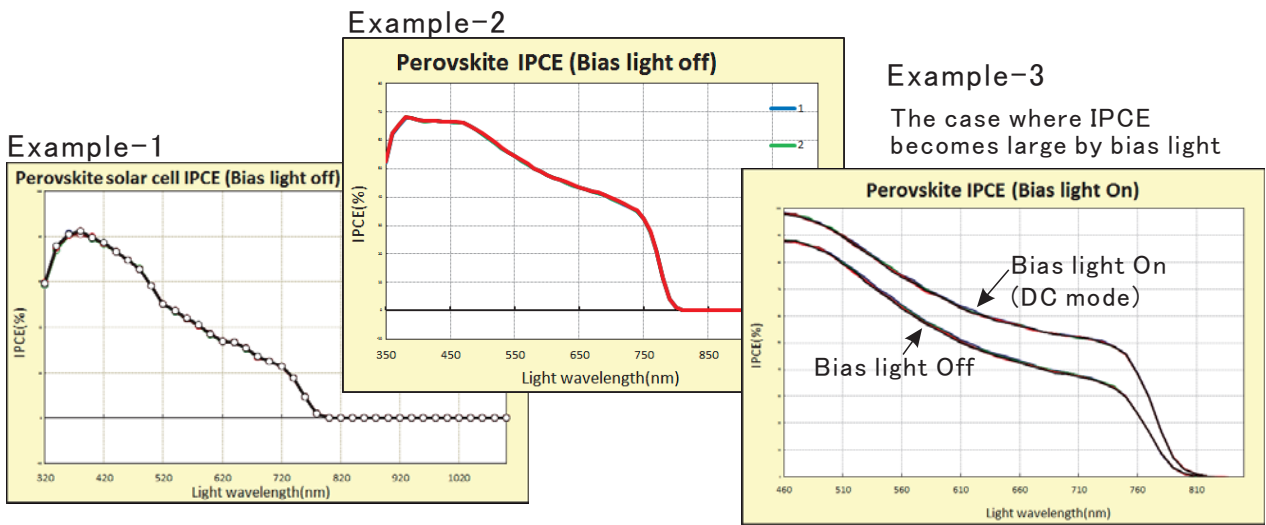 Example-1
Perovskite solar cell IPCE (Bias light off)
IPCE(%)
320 420 520 620 720 820 920 1020
Light wavelength(nm)
Example-2
Perovskite IPCE (Bias light off)
1
2
IPCE(%)
350 450 550 650 750 850
Light wavelength(nm)
Example-3
The case where IPCE
becomes large by bias light
Perovskite IPCE (Bias light On)
Bias light On
(DC mode)
Bias light Off
IPCE(%)
460 510 560 610 660 710 760 810
Light wavelength(nm)